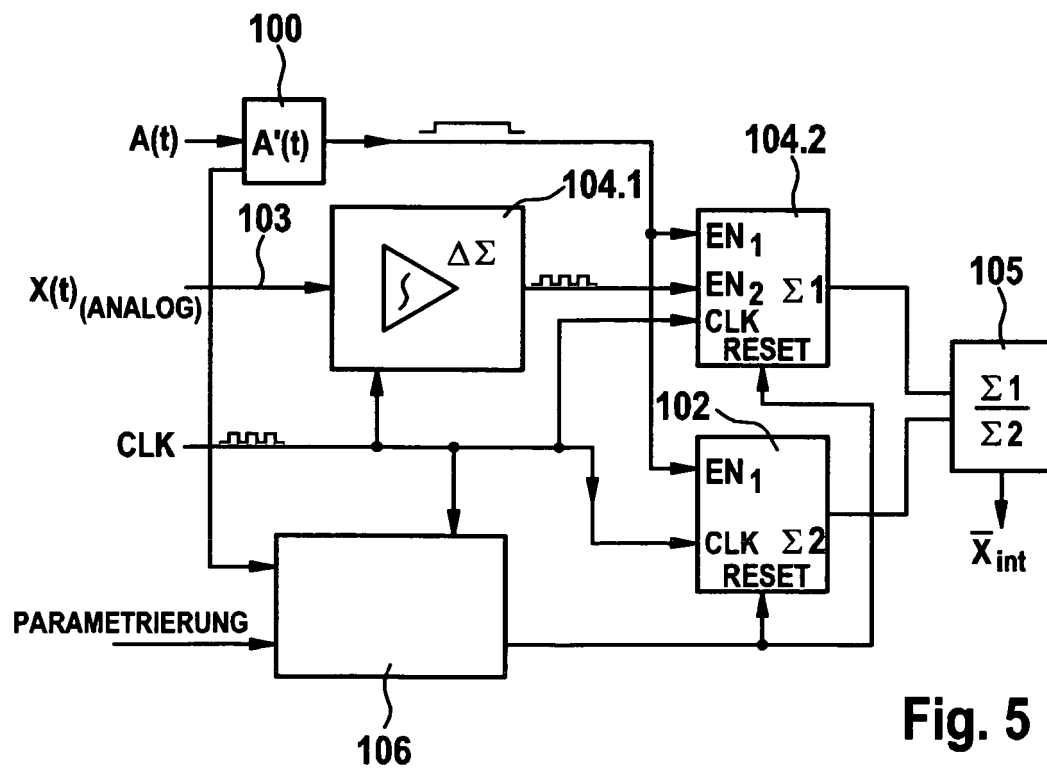 100
A(t)
A'(t)
104.2
104.1
103
ΔΣ
EN1
X(t)(ANALOG)
∫
EN2
Σ1
105
CLK
RESET
Σ1
Σ2
102
CLK
EN1
CLK
Σ2
X̅int
RESET
PARAMETRIERUNG
106
Fig. 5